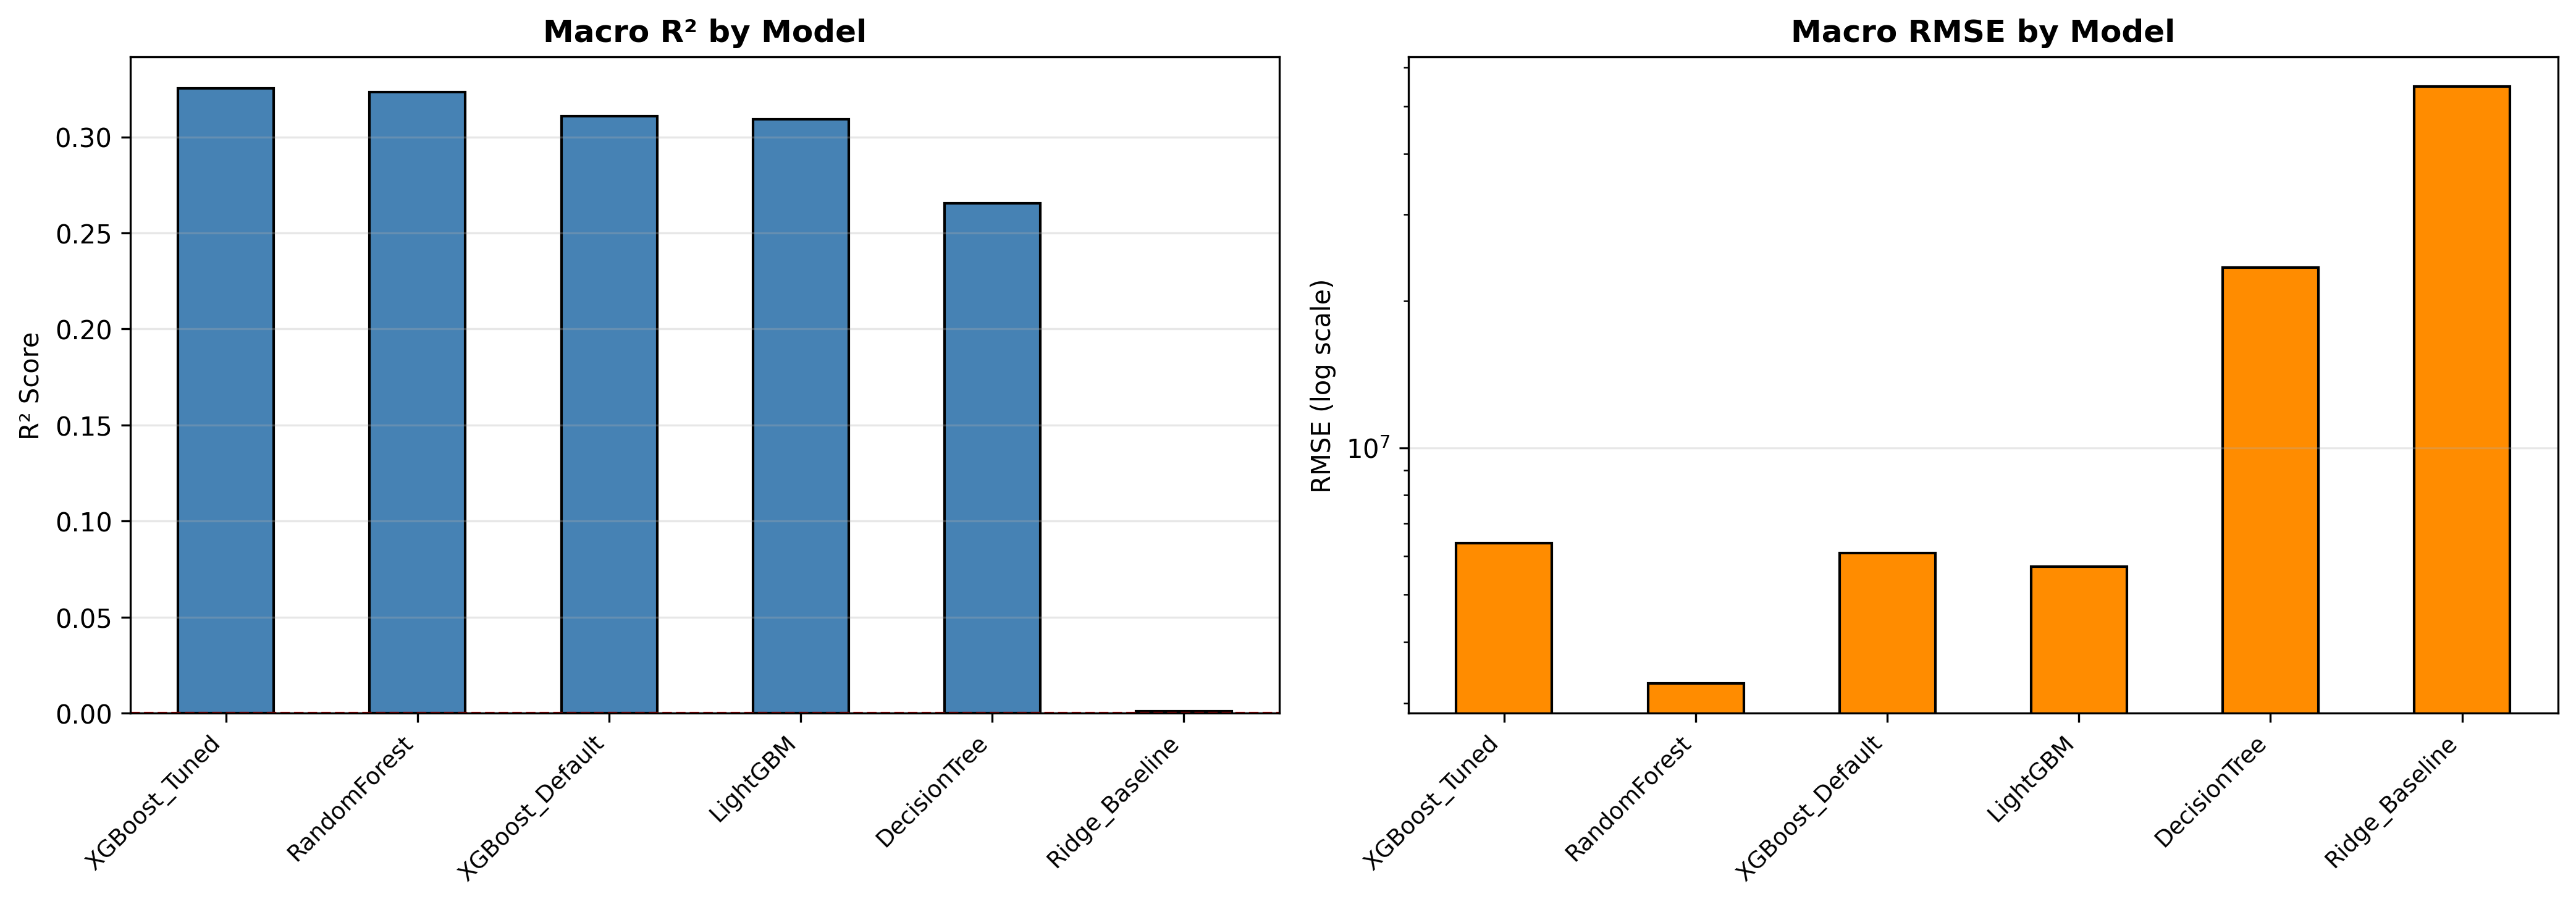 Macro R² by Model
R² Score
0.30
0.25
0.20
0.15
0.10
0.05
0.00
XGBoost_Tuned
RandomForest
XGBoost_Default
LightGBM
DecisionTree
Ridge_Baseline
Macro RMSE by Model
RMSE (log scale)
10⁷
XGBoost_Tuned
RandomForest
XGBoost_Default
LightGBM
DecisionTree
Ridge_Baseline